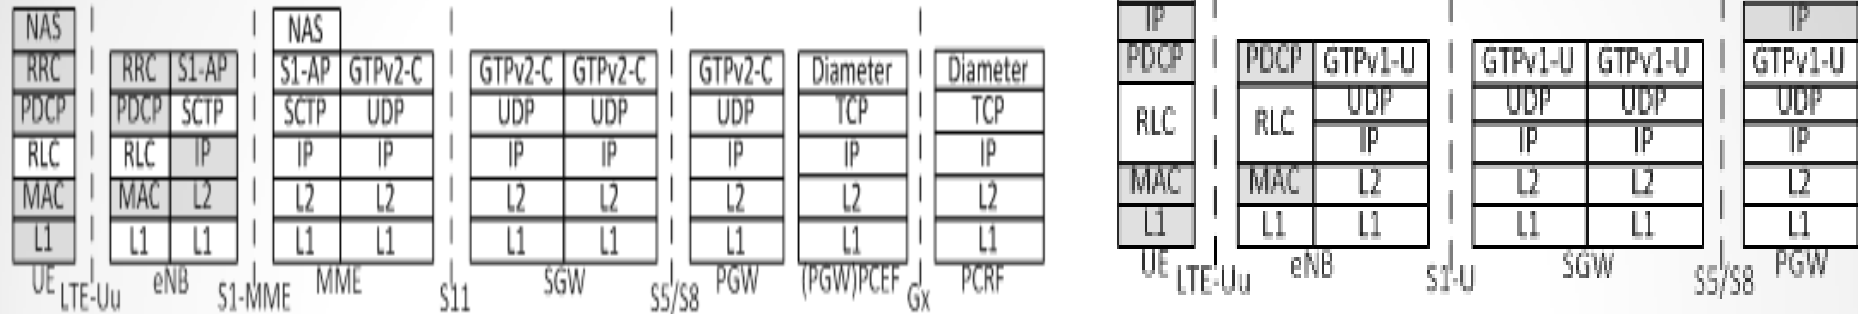 NAS NAS
RRC RRC S1-AP S1-AP GTPv2-C GTPv2-C GTPv2-C GTPv2-C Diameter Diameter
PDCP PDCP SCTP SCTP UDP UDP UDP UDP TCP TCP
RLC RLC IP IP IP IP IP IP IP IP
MAC MAC L2 L2 L2 L2 L2 L2 L2 L2
L1 L1 L1 L1 L1 L1 L1 L1 L1 L1
UE eNB MME SGW PGW (PGW)PCEF PCRF
LTE-Uu S1-MME S11 S5/S8 Gx
IP IP
PDCP PDCP GTPv1-U GTPv1-U GTPv1-U GTPv1-U
UDP UDP UDP UDP
RLC RLC
IP IP IP IP
MAC MAC L2 L2 L2 L2
L1 L1 L1 L1 L1 L1
UE eNB SGW PGW
LTE-Uu S1-U S5/S8